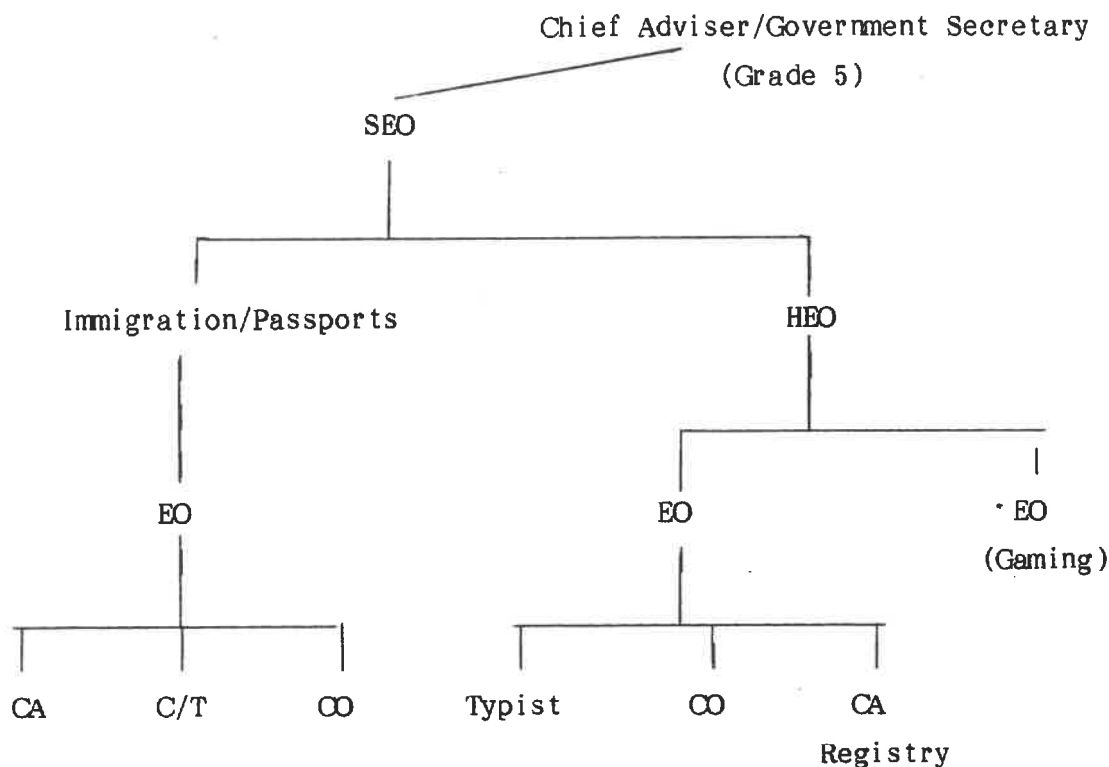 Chief Adviser/Government Secretary
(Grade 5)
SEO
Immigration/Passports
HEO
EO
EO
EO
(Gaming)
CA
C/T
CO
Typist
CO
CA
Registry